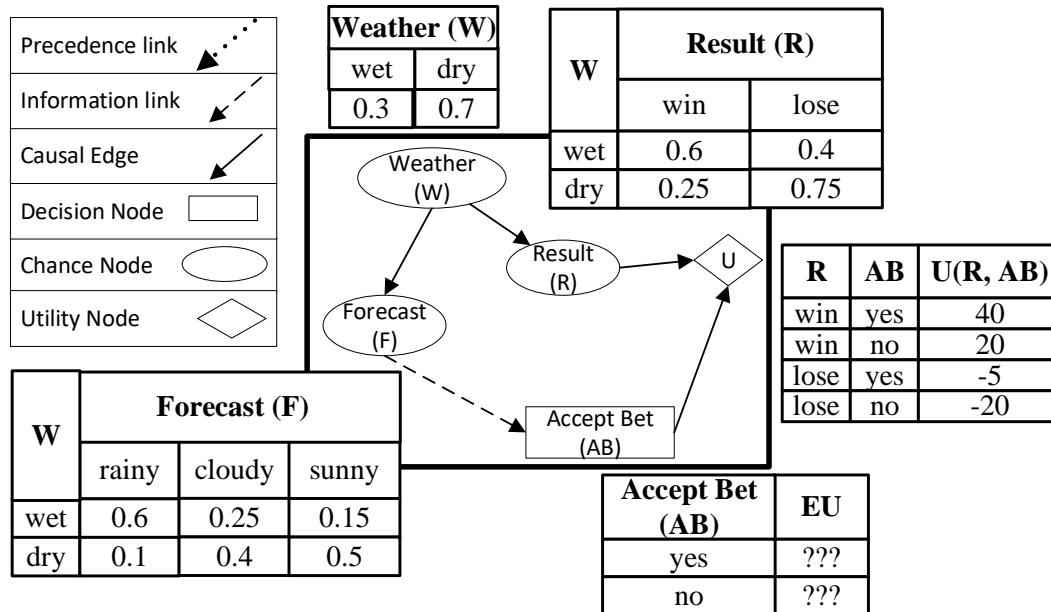 Precedence link
Information link
Causal Edge
Decision Node
Chance Node
Utility Node
Weather (W)
wet dry
0.3 0.7
W Result (R)
win lose
wet 0.6 0.4
dry 0.25 0.75
Weather
(W)
Result
(R)
U
Forecast
(F)
Accept Bet
(AB)
R AB U(R, AB)
win yes 40
win no 20
lose yes -5
lose no -20
W Forecast (F)
rainy cloudy sunny
wet 0.6 0.25 0.15
dry 0.1 0.4 0.5
Accept Bet
(AB) EU
yes ???
no ???